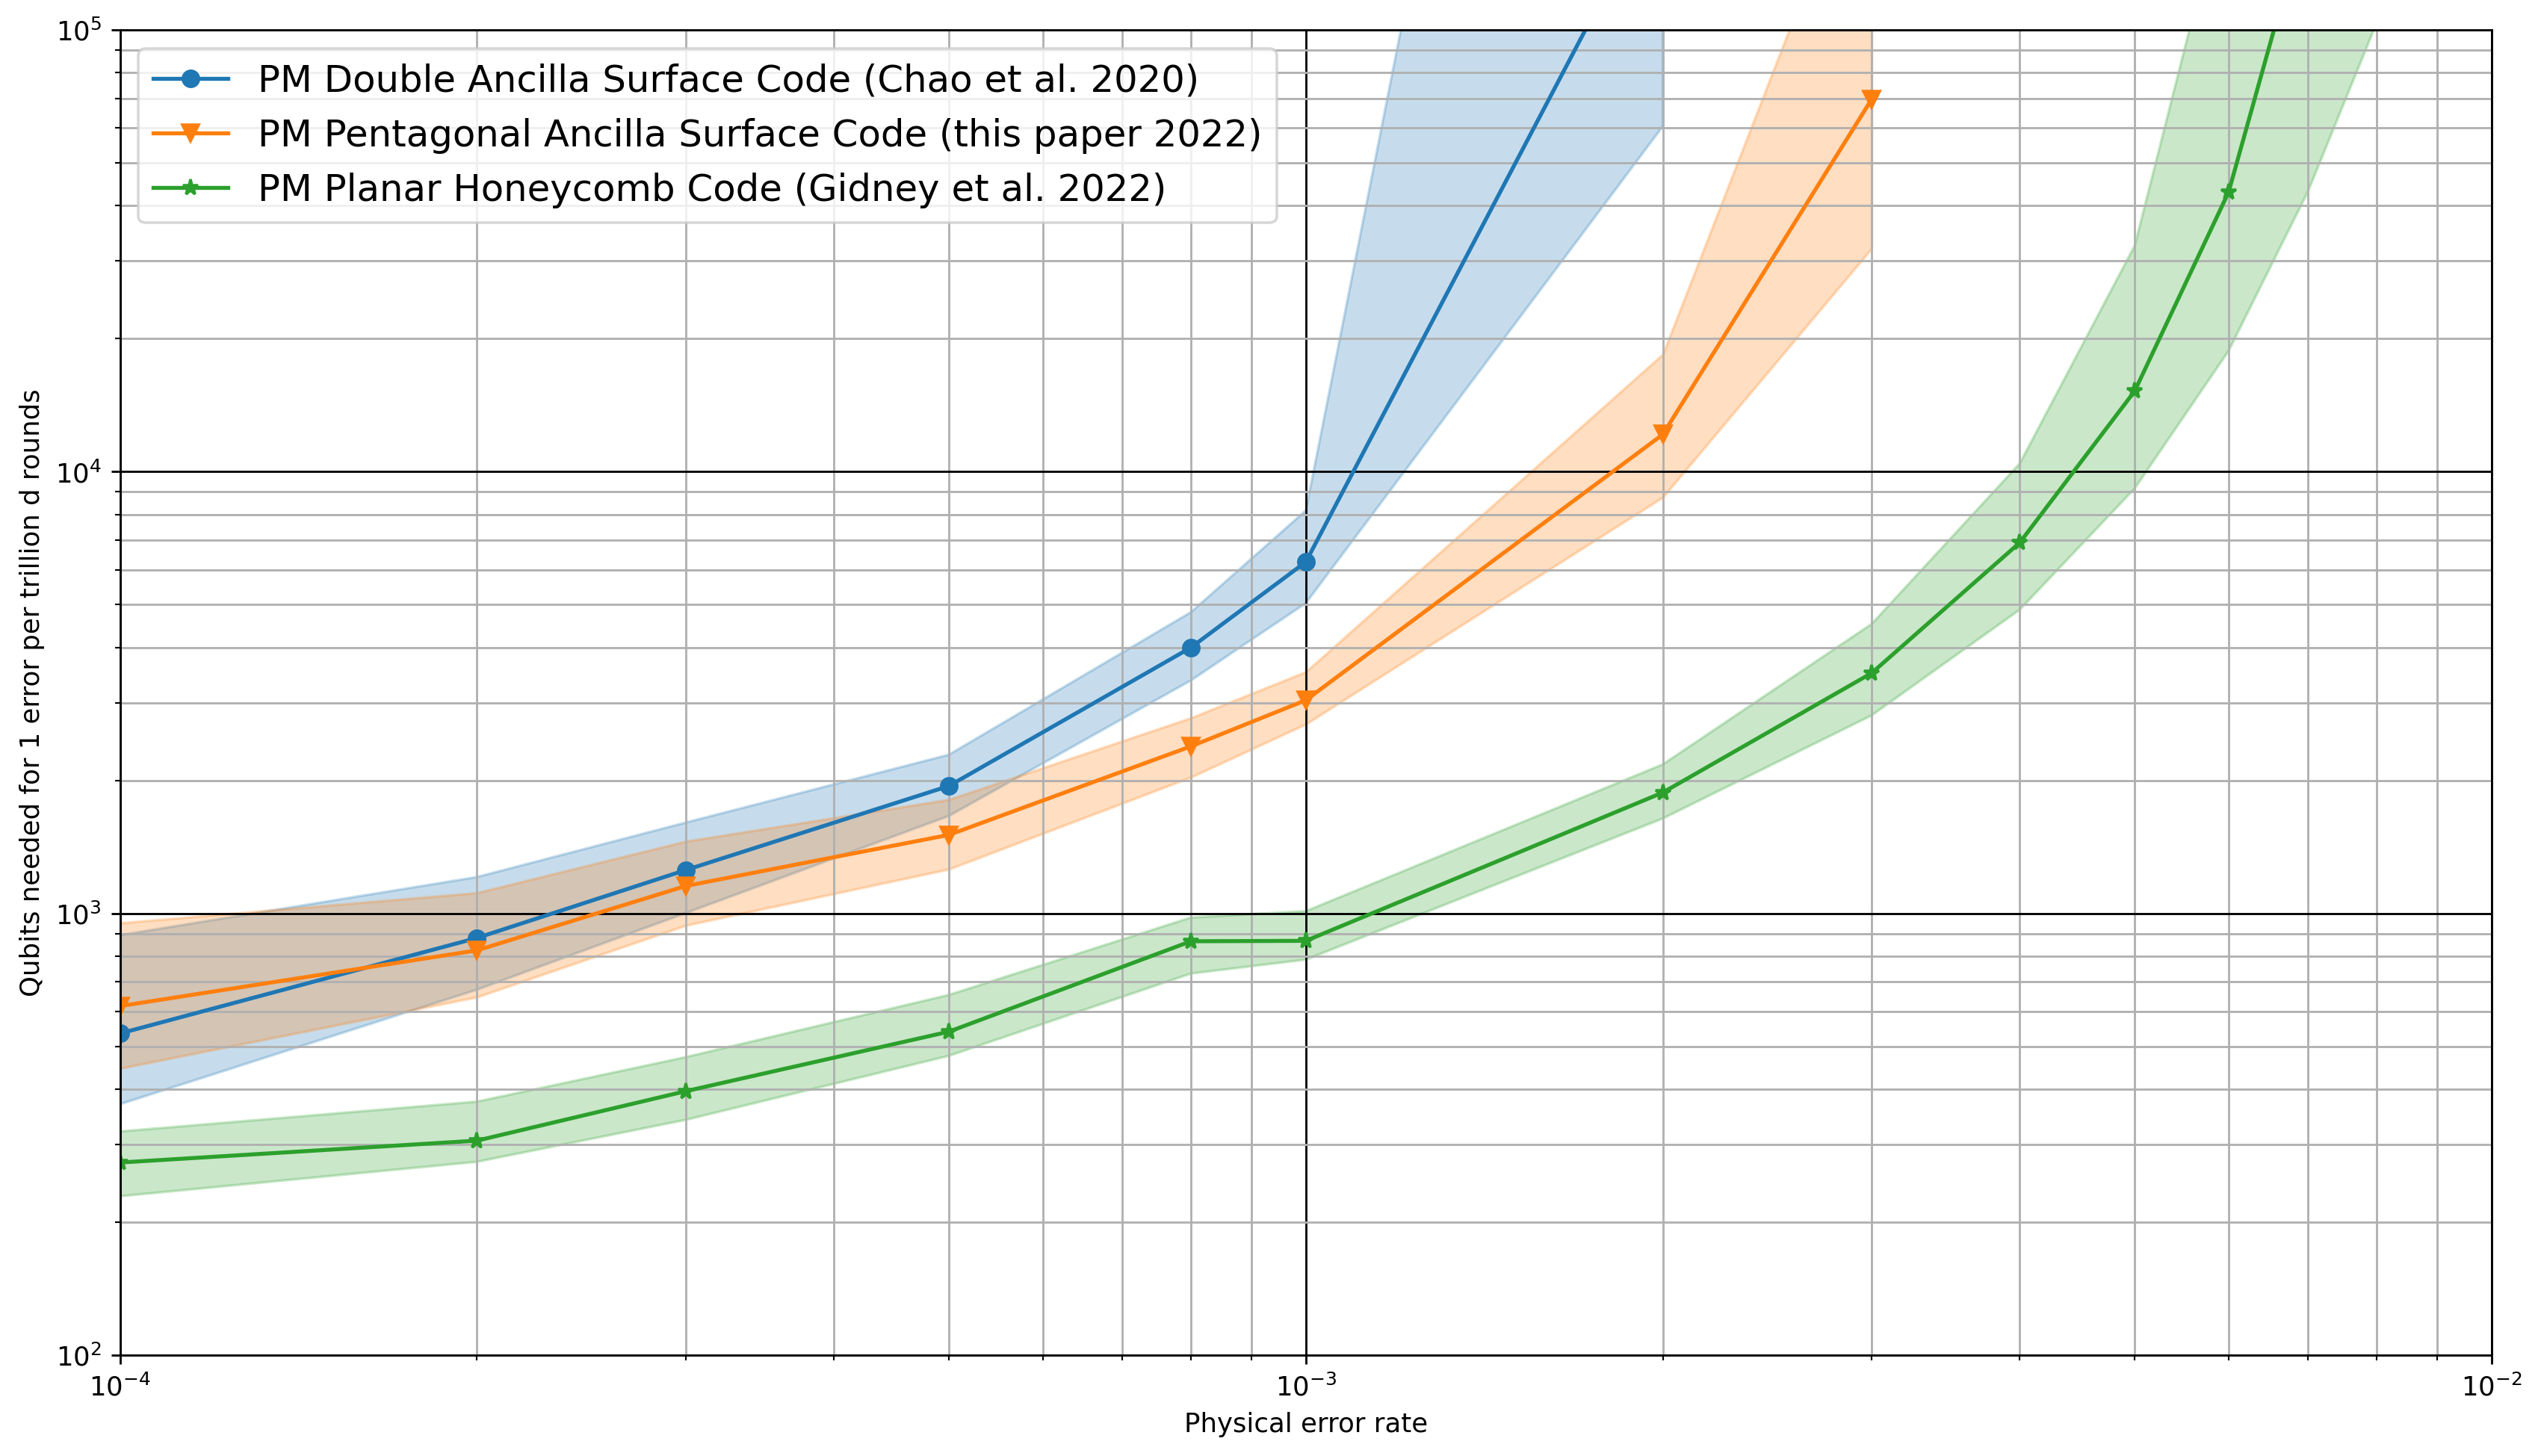 10⁵
PM Double Ancilla Surface Code (Chao et al. 2020)
PM Pentagonal Ancilla Surface Code (this paper 2022)
PM Planar Honeycomb Code (Gidney et al. 2022)
10⁴
Qubits needed for 1 error per trillion d rounds
10³
10²
10⁻⁴
10⁻³
10⁻²
Physical error rate